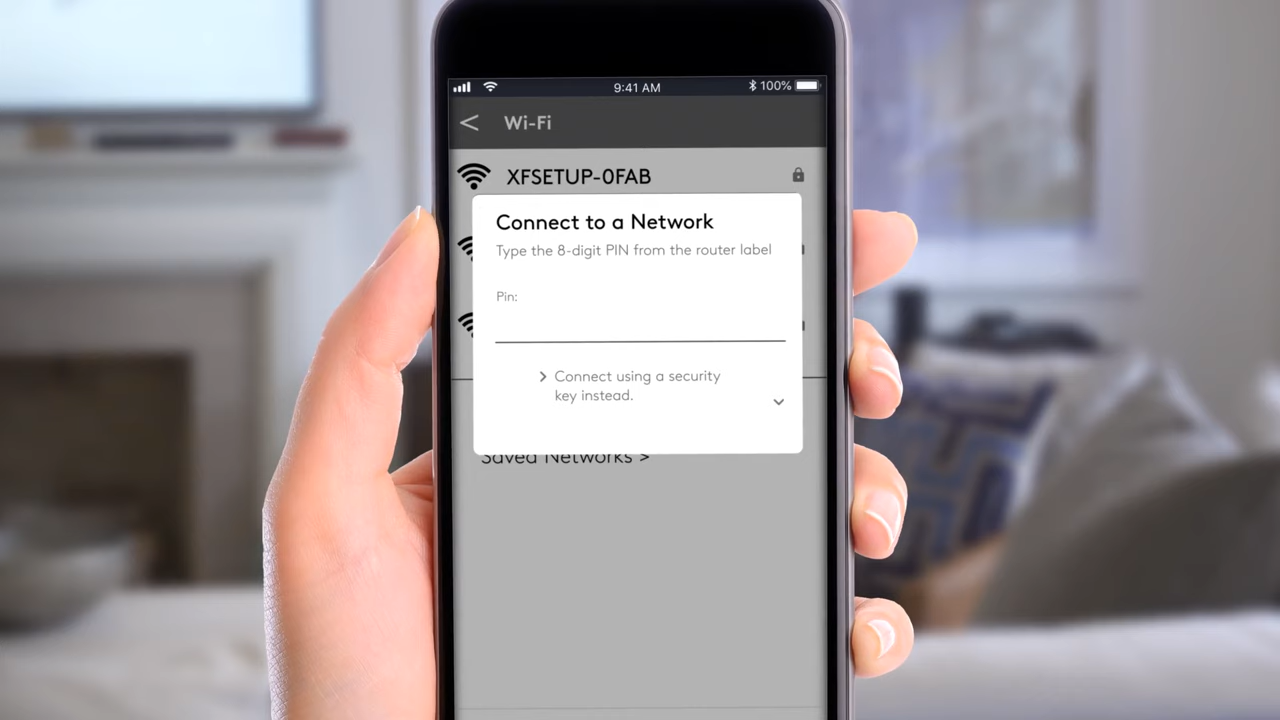 9:41 AM
100%
< Wi-Fi
XFSETUP-0FAB
Connect to a Network
Type the 8-digit PIN from the router label
Pin:
> Connect using a security
key instead.
Saved Networks >